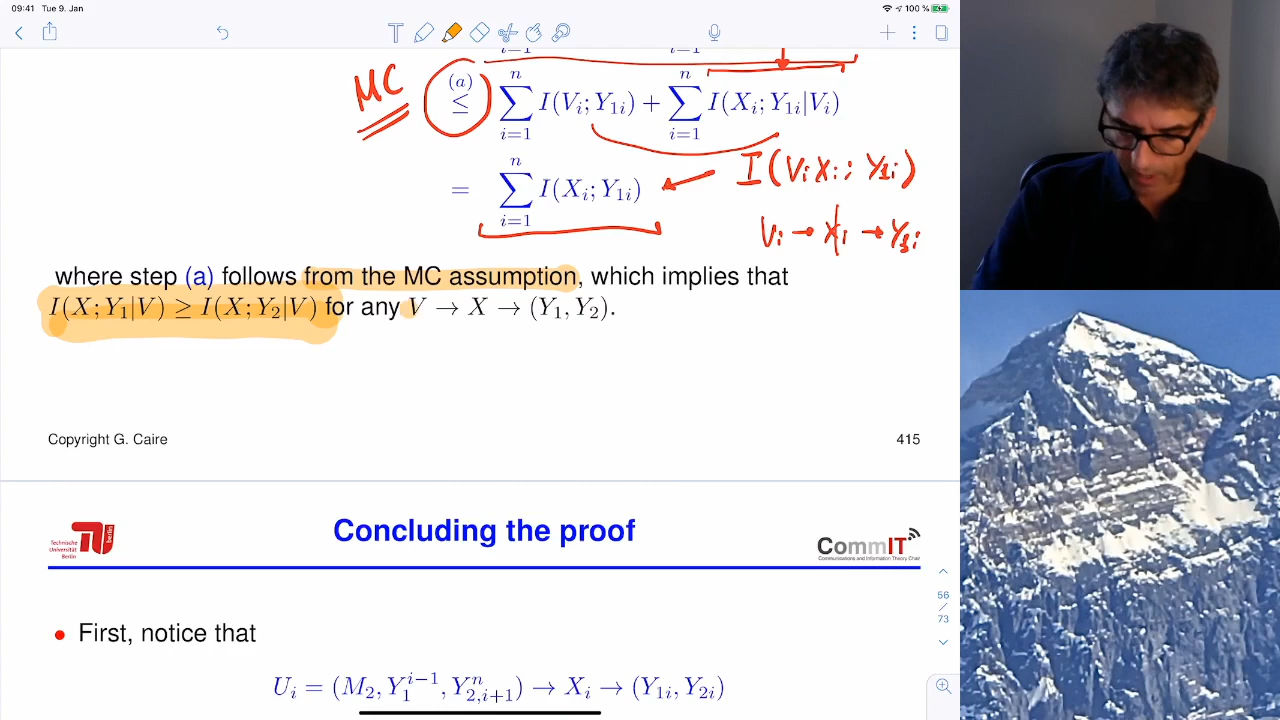 09:41 Tue 9. Jan 100 %
i=1 i=1
MC (a) ≤ ∑_{i=1}^{n} I(V_i; Y_{1i}) + ∑_{i=1}^{n} I(X_i; Y_{1i}|V_i)
= ∑_{i=1}^{n} I(X_i; Y_{1i}) ← I(V_i X_i; Y_{1i})
V_i → X_i → Y_{1i}
where step (a) follows from the MC assumption, which implies that
I(X; Y_1|V) ≥ I(X; Y_2|V) for any V → X → (Y_1, Y_2).
Copyright G. Caire 415
Technische Universität Berlin
Concluding the proof
CommIT
Communications and Information Theory Chair
56
/
73
• First, notice that
U_i = (M_2, Y_1^{i−1}, Y_{2,i+1}^n) → X_i → (Y_{1i}, Y_{2i})